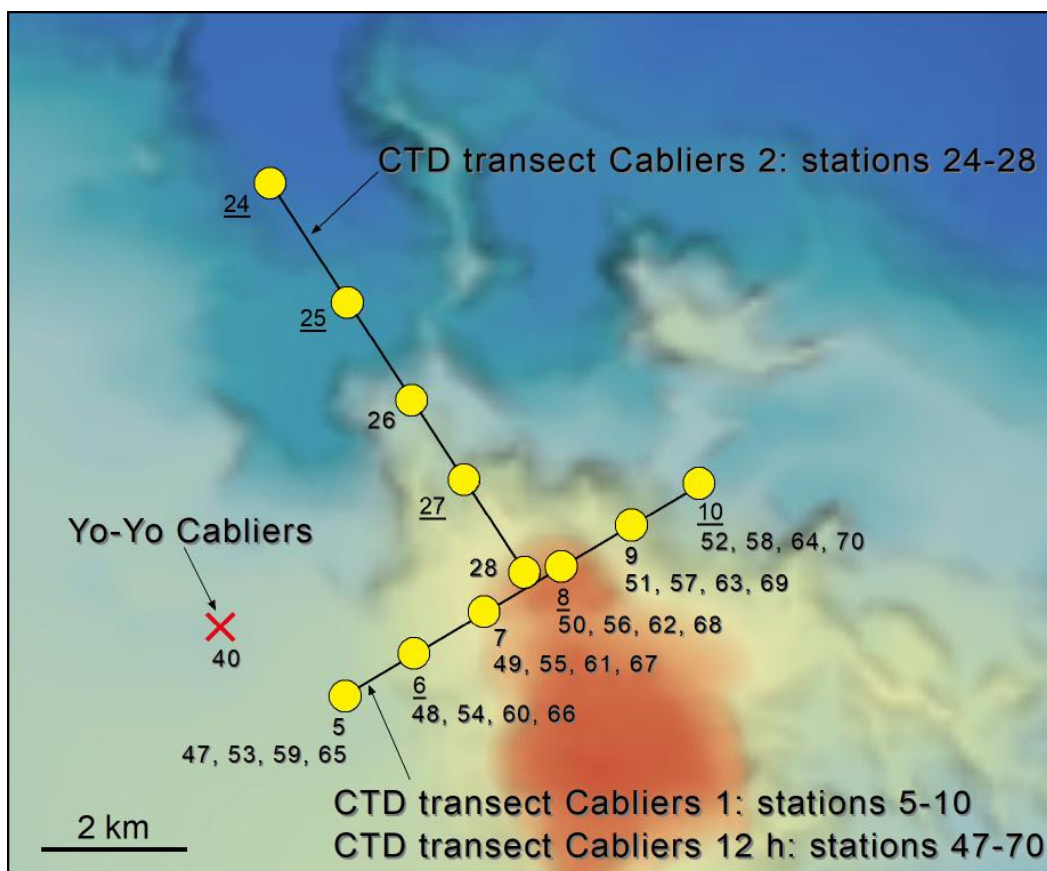 CTD transect Cabliers 2: stations 24-28
24
25
26
27
10
52, 58, 64, 70
Yo-Yo Cabliers
9
28
51, 57, 63, 69
8
50, 56, 62, 68
7
40
49, 55, 61, 67
6
48, 54, 60, 66
5
47, 53, 59, 65
CTD transect Cabliers 1: stations 5-10
2 km
CTD transect Cabliers 12 h: stations 47-70